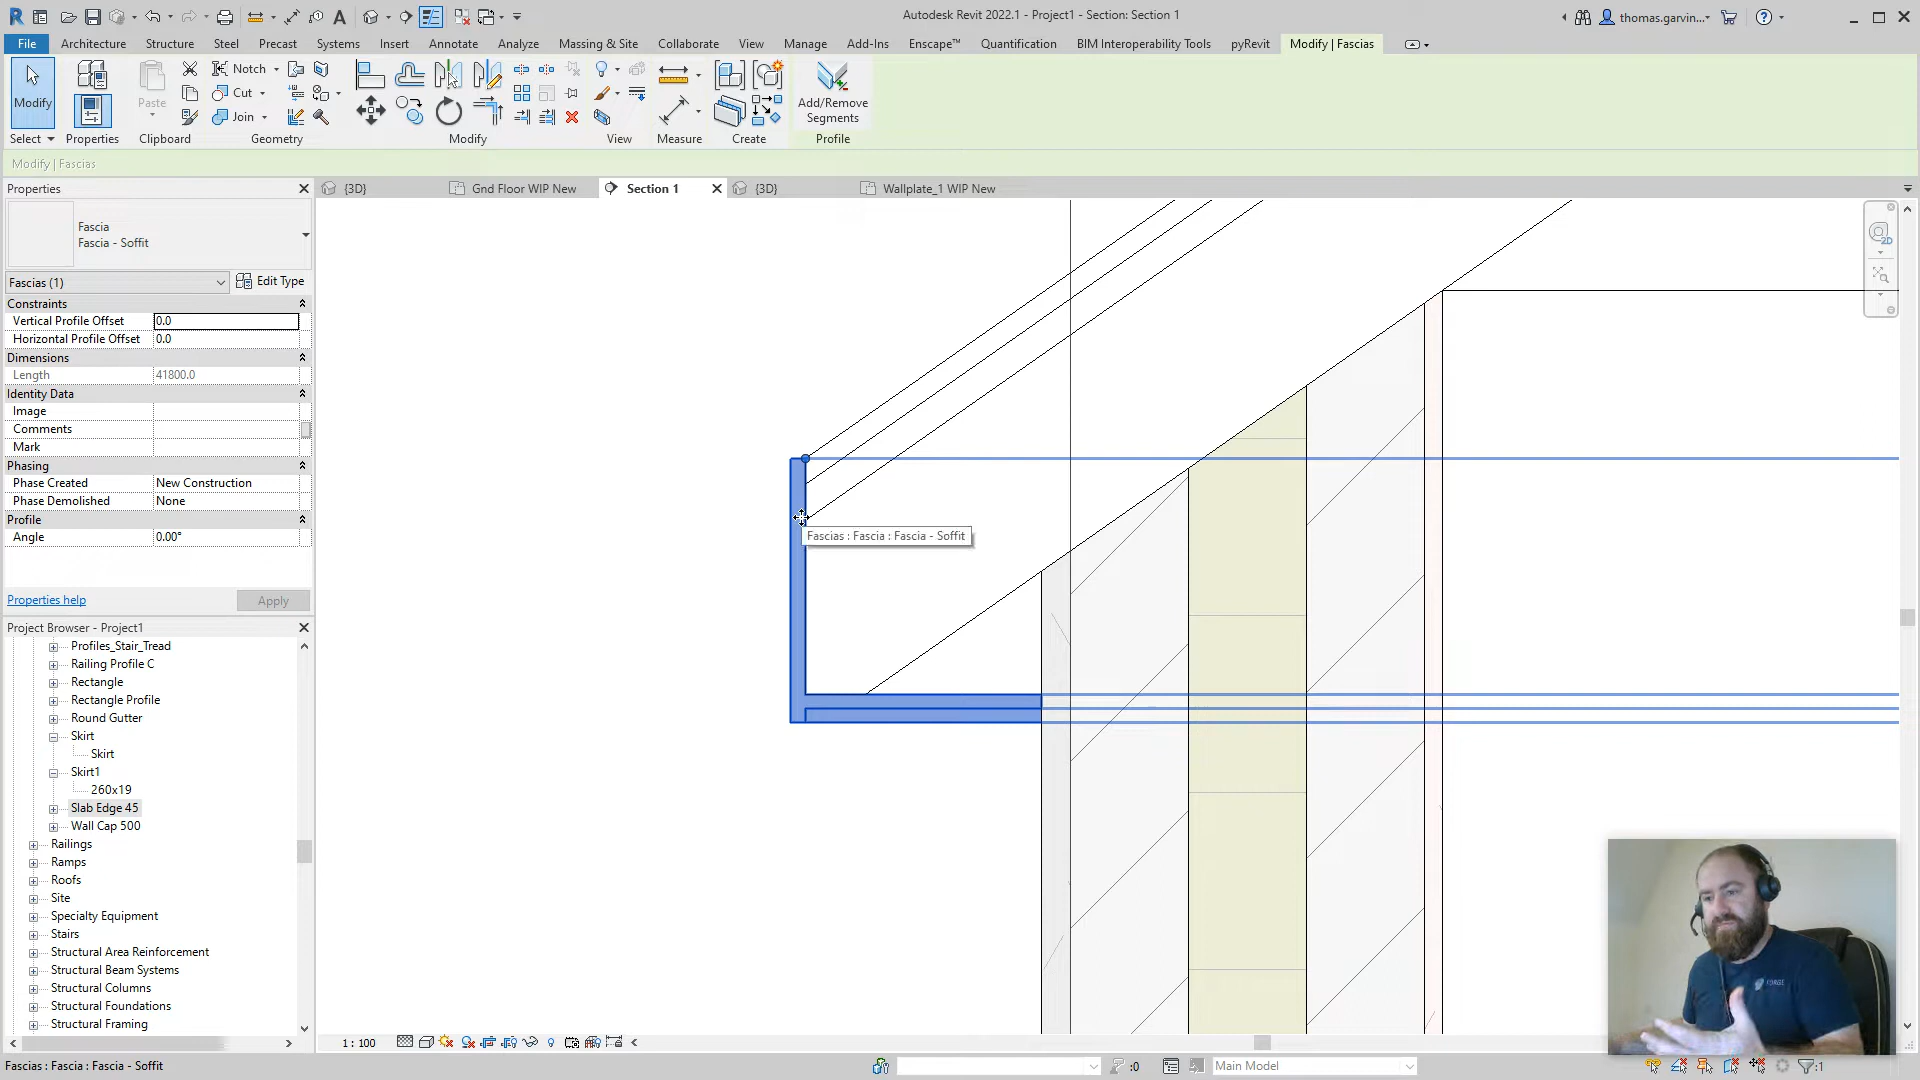 Autodesk Revit 2022.1 - Project1 - Section: Section 1
thomas.garvin...
File Architecture Structure Steel Precast Systems Insert Annotate Analyze Massing & Site Collaborate View Manage Add-Ins Enscape™ Quantification BIM Interoperability Tools pyRevit Modify | Fascias
Modify
Paste
Notch
Cut
Join
Add/Remove
Segments
Select Properties Clipboard Geometry Modify View Measure Create Profile
Modify | Fascias
Properties
{3D} Gnd Floor WIP New Section 1 {3D} Wallplate_1 WIP New
Fascia
Fascia - Soffit
Fascias (1) Edit Type
Constraints
Vertical Profile Offset 0.0
Horizontal Profile Offset 0.0
Dimensions
Length 41800.0
Identity Data
Image
Comments
Mark
Phasing
Phase Created New Construction
Phase Demolished None
Profile
Angle 0.00°
Properties help Apply
Project Browser - Project1
Profiles_Stair_Tread
Railing Profile C
Rectangle
Rectangle Profile
Round Gutter
Skirt
Skirt
Skirt1
260x19
Slab Edge 45
Wall Cap 500
Railings
Ramps
Roofs
Site
Specialty Equipment
Stairs
Structural Area Reinforcement
Structural Beam Systems
Structural Columns
Structural Foundations
Structural Framing
2D
Fascias : Fascia : Fascia - Soffit
FORGE
1 : 100
Fascias : Fascia : Fascia - Soffit
:0
Main Model
:1